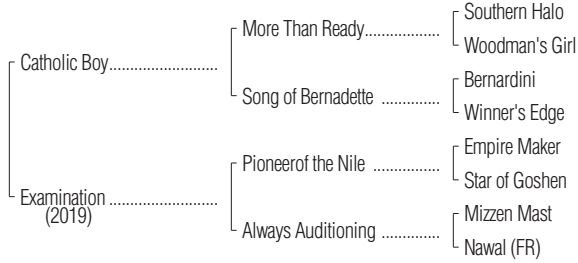 Southern Halo
More Than Ready..................
Woodman's Girl
Catholic Boy..........................
Bernardini
Song of Bernadette ..............
Winner's Edge
Empire Maker
Pioneerof the Nile ................
Star of Goshen
Examination ..........................
(2019)
Mizzen Mast
Always Auditioning ..............
Nawal (FR)